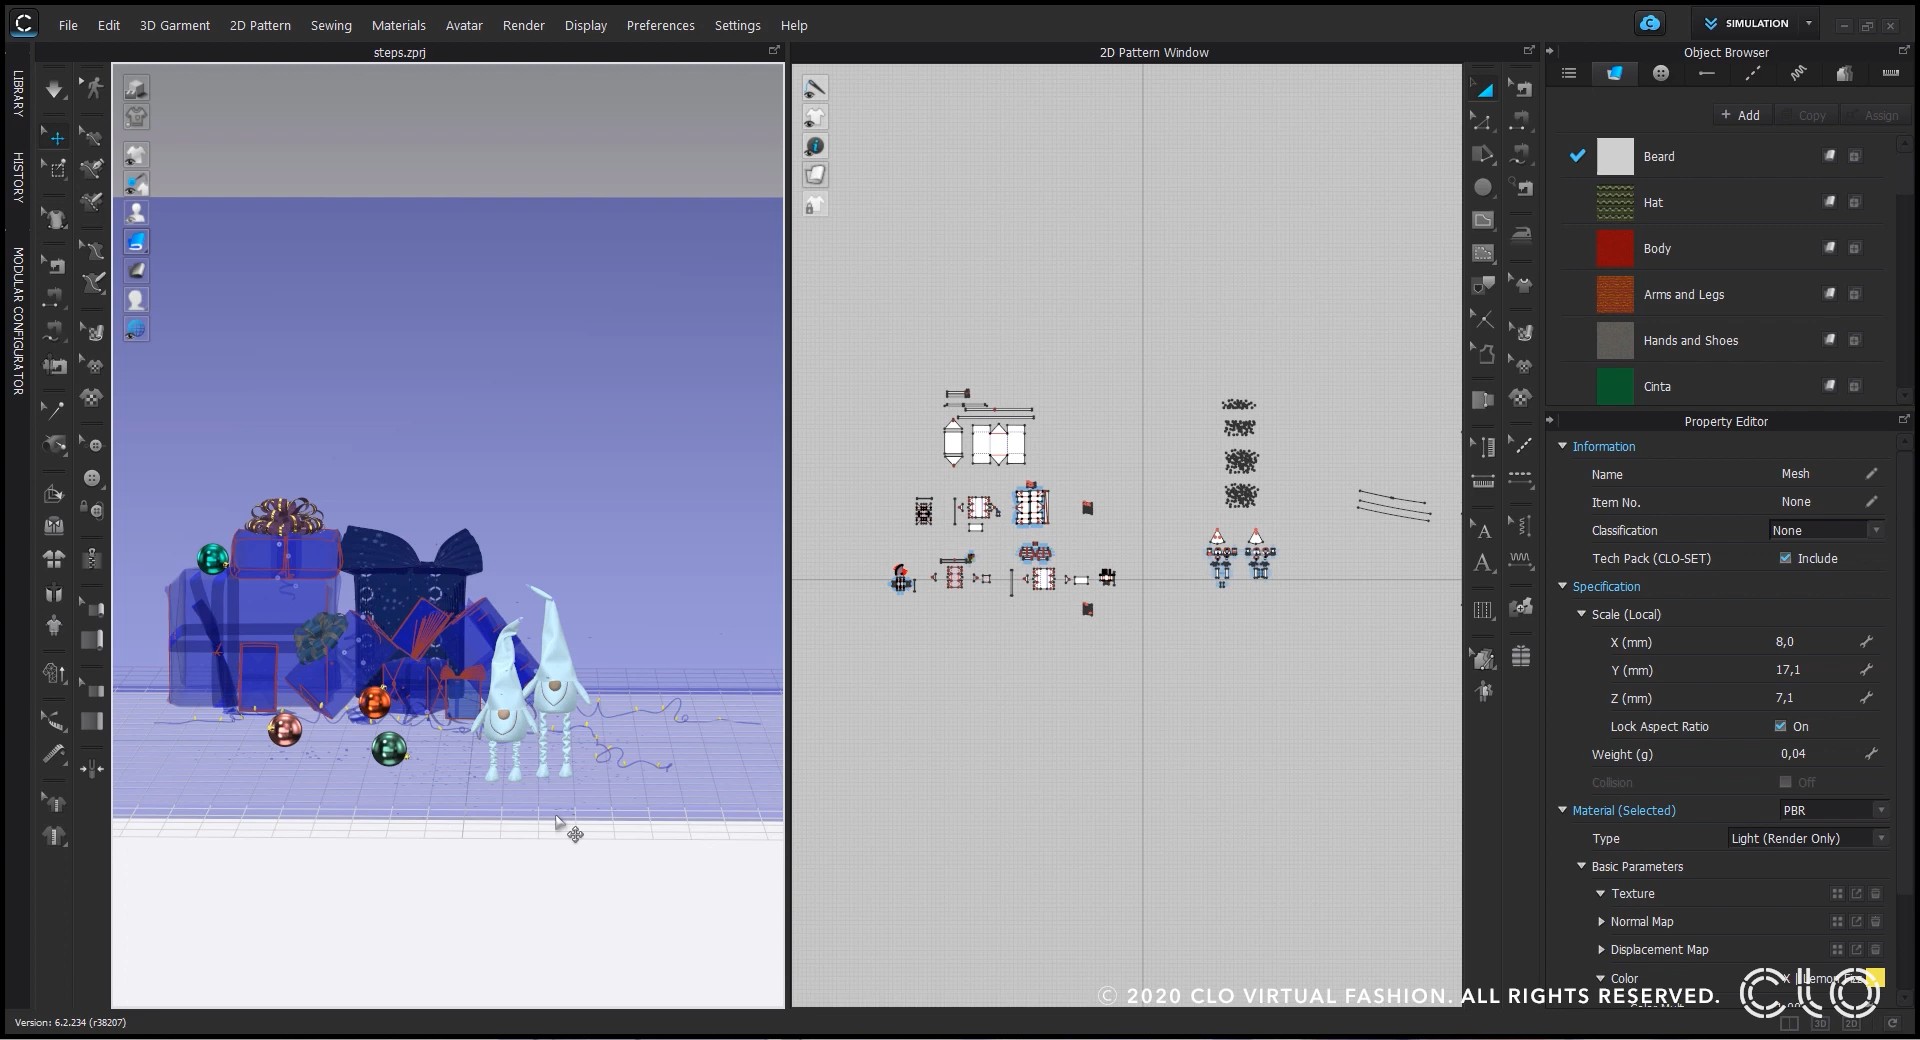 File Edit 3D Garment 2D Pattern Sewing Materials Avatar Render Display Preferences Settings Help
SIMULATION
steps.zprj
2D Pattern Window
Object Browser
LIBRARY
HISTORY
MODULAR CONFIGURATOR
+ Add Copy Assign
Beard
Hat
Body
Arms and Legs
Hands and Shoes
Cinta
Property Editor
Information
Name Mesh
Item No. None
Classification None
Tech Pack (CLO-SET) Include
Specification
Scale (Local)
X (mm) 8,0
Y (mm) 17,1
Z (mm) 7,1
Lock Aspect Ratio On
Weight (g) 0,04
Collision Off
Material (Selected) PBR
Type Light (Render Only)
Basic Parameters
Texture
Normal Map
Displacement Map
Color
© 2020 CLO VIRTUAL FASHION. ALL RIGHTS RESERVED.
CLO
Version: 6.2.234 (r38207)
3D 2D